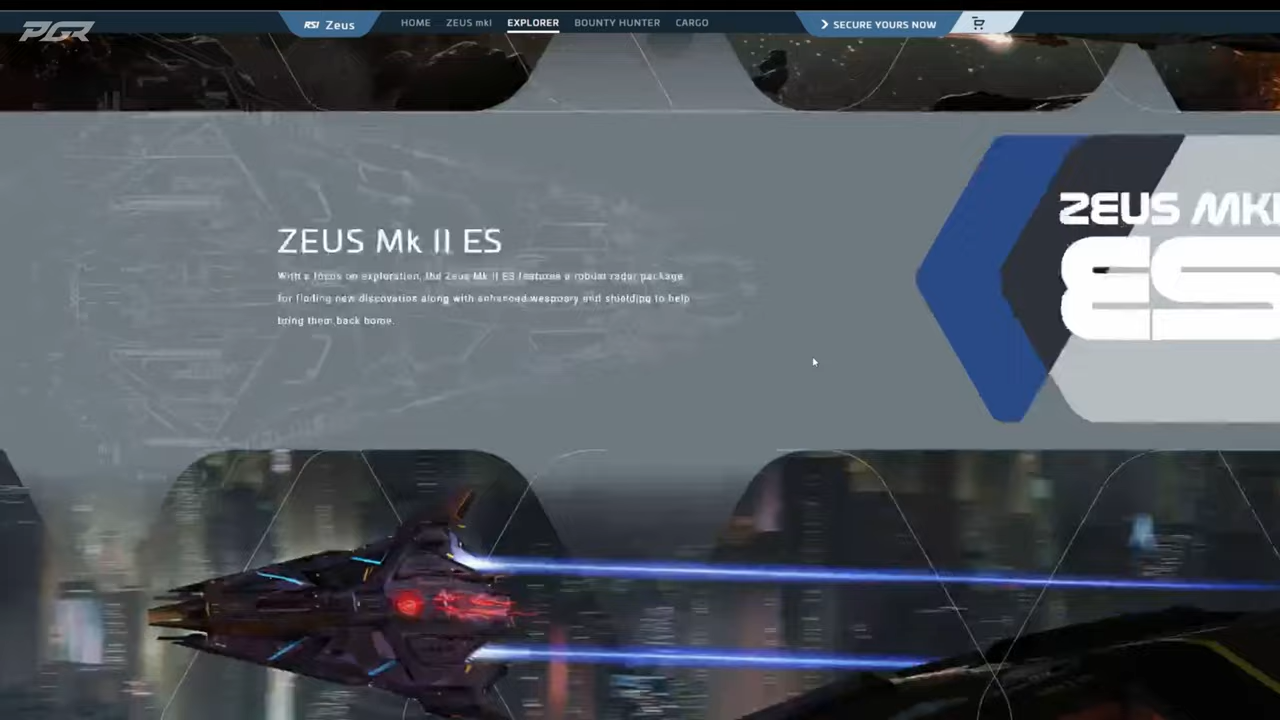 PGR
RSI Zeus
HOME
ZEUS mkI
EXPLORER
BOUNTY HUNTER
CARGO
SECURE YOURS NOW
ZEUS MKI
ES
ZEUS Mk II ES
With a focus on exploration, the Zeus Mk II ES features a robust radar package
for finding new discoveries along with enhanced weaponry and shielding to help
bring them back home.